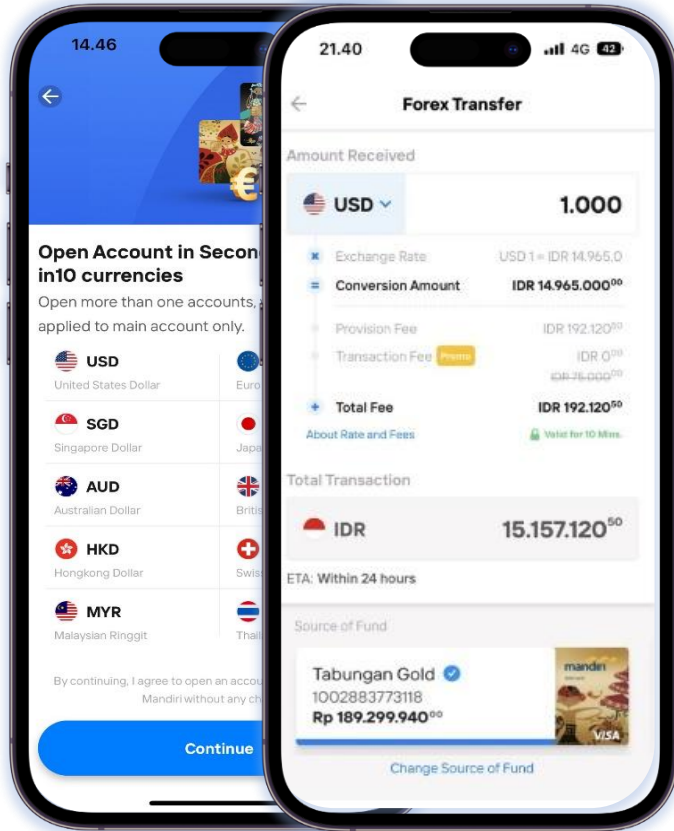 14.46
Open Account in Secon
in10 currencies
Open more than one accounts,
applied to main account only.
USD
United States Dollar
Euro
SGD
Singapore Dollar
Japa
AUD
Australian Dollar
Britis
HKD
Hongkong Dollar
Swis
MYR
Malaysian Ringgit
Thail
By continuing, I agree to open an accou
Mandiri without any ch
Continue
21.40
4G 42
Forex Transfer
Amount Received
USD 1.000
Exchange Rate USD 1 = IDR 14.965,0
Conversion Amount IDR 14.965.000⁰⁰
Provision Fee IDR 192.120⁵⁰
Transaction Fee Promo IDR 0⁰⁰
IDR 75.000⁰⁰
Total Fee IDR 192.120⁵⁰
About Rate and Fees Valid for 10 Mins.
Total Transaction
IDR 15.157.120⁵⁰
ETA: Within 24 hours
Source of Fund
Tabungan Gold
1002883773118
Rp 189.299.940⁰⁰
mandiri
VISA
Change Source of Fund